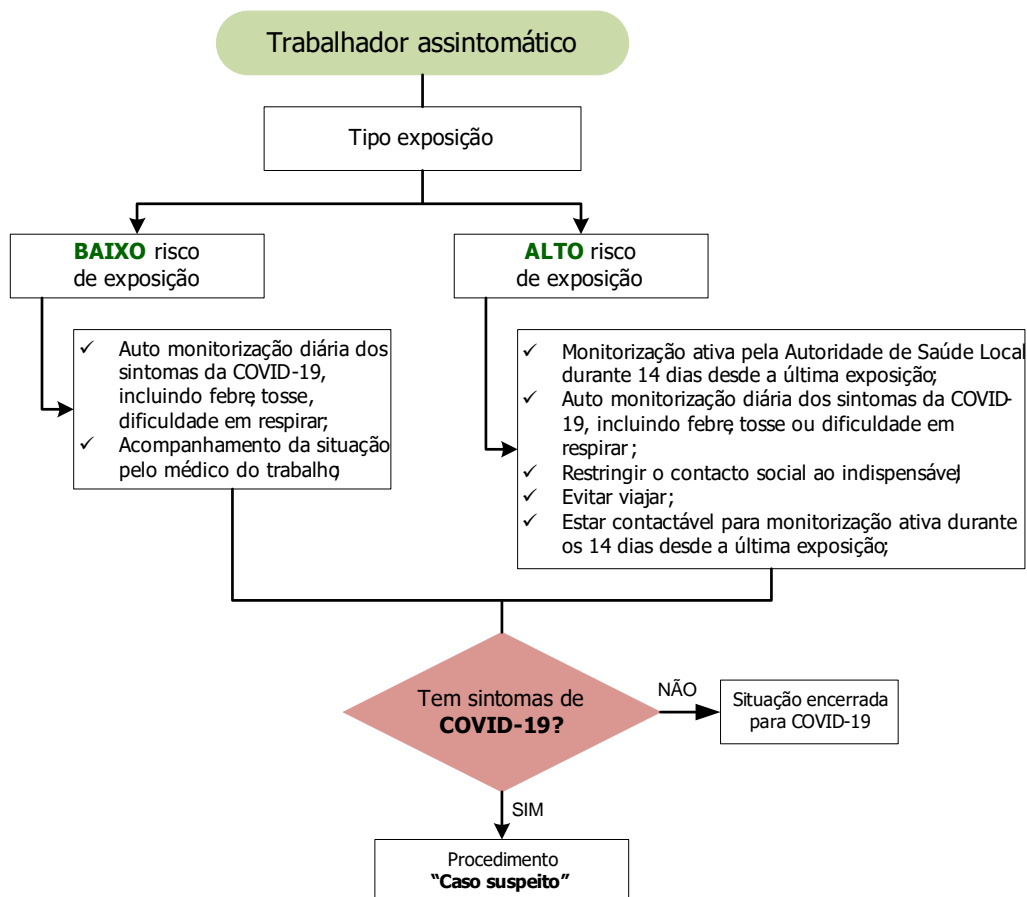 Trabalhador assintomático
Tipo exposição
BAIXO risco
de exposição
ALTO risco
de exposição
✓ Auto monitorização diária dos
sintomas da COVID-19,
incluindo febre, tosse,
dificuldade em respirar;
✓ Acompanhamento da situação
pelo médico do trabalho;
✓ Monitorização ativa pela Autoridade de Saúde Local
durante 14 dias desde a última exposição;
✓ Auto monitorização diária dos sintomas da COVID-
19, incluindo febre, tosse ou dificuldade em
respirar;
✓ Restringir o contacto social ao indispensável;
✓ Evitar viajar;
✓ Estar contactável para monitorização ativa durante
os 14 dias desde a última exposição;
Tem sintomas de
COVID-19?
NÃO
Situação encerrada
para COVID-19
SIM
Procedimento
“Caso suspeito”